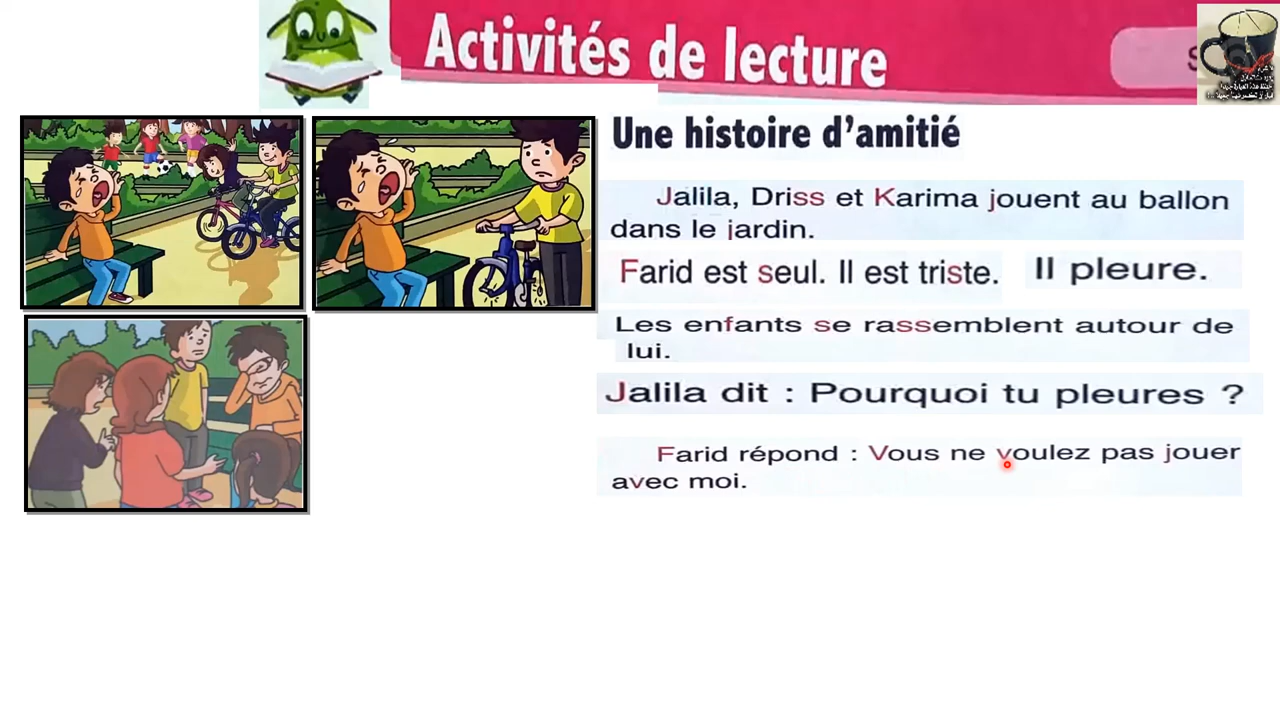 Activités de lecture
Une histoire d'amitié
Jalila, Driss et Karima jouent au ballon
dans le jardin.
Farid est seul. Il est triste. Il pleure.
Les enfants se rassemblent autour de
lui.
Jalila dit : Pourquoi tu pleures ?
Farid répond : Vous ne voulez pas jouer
avec moi.